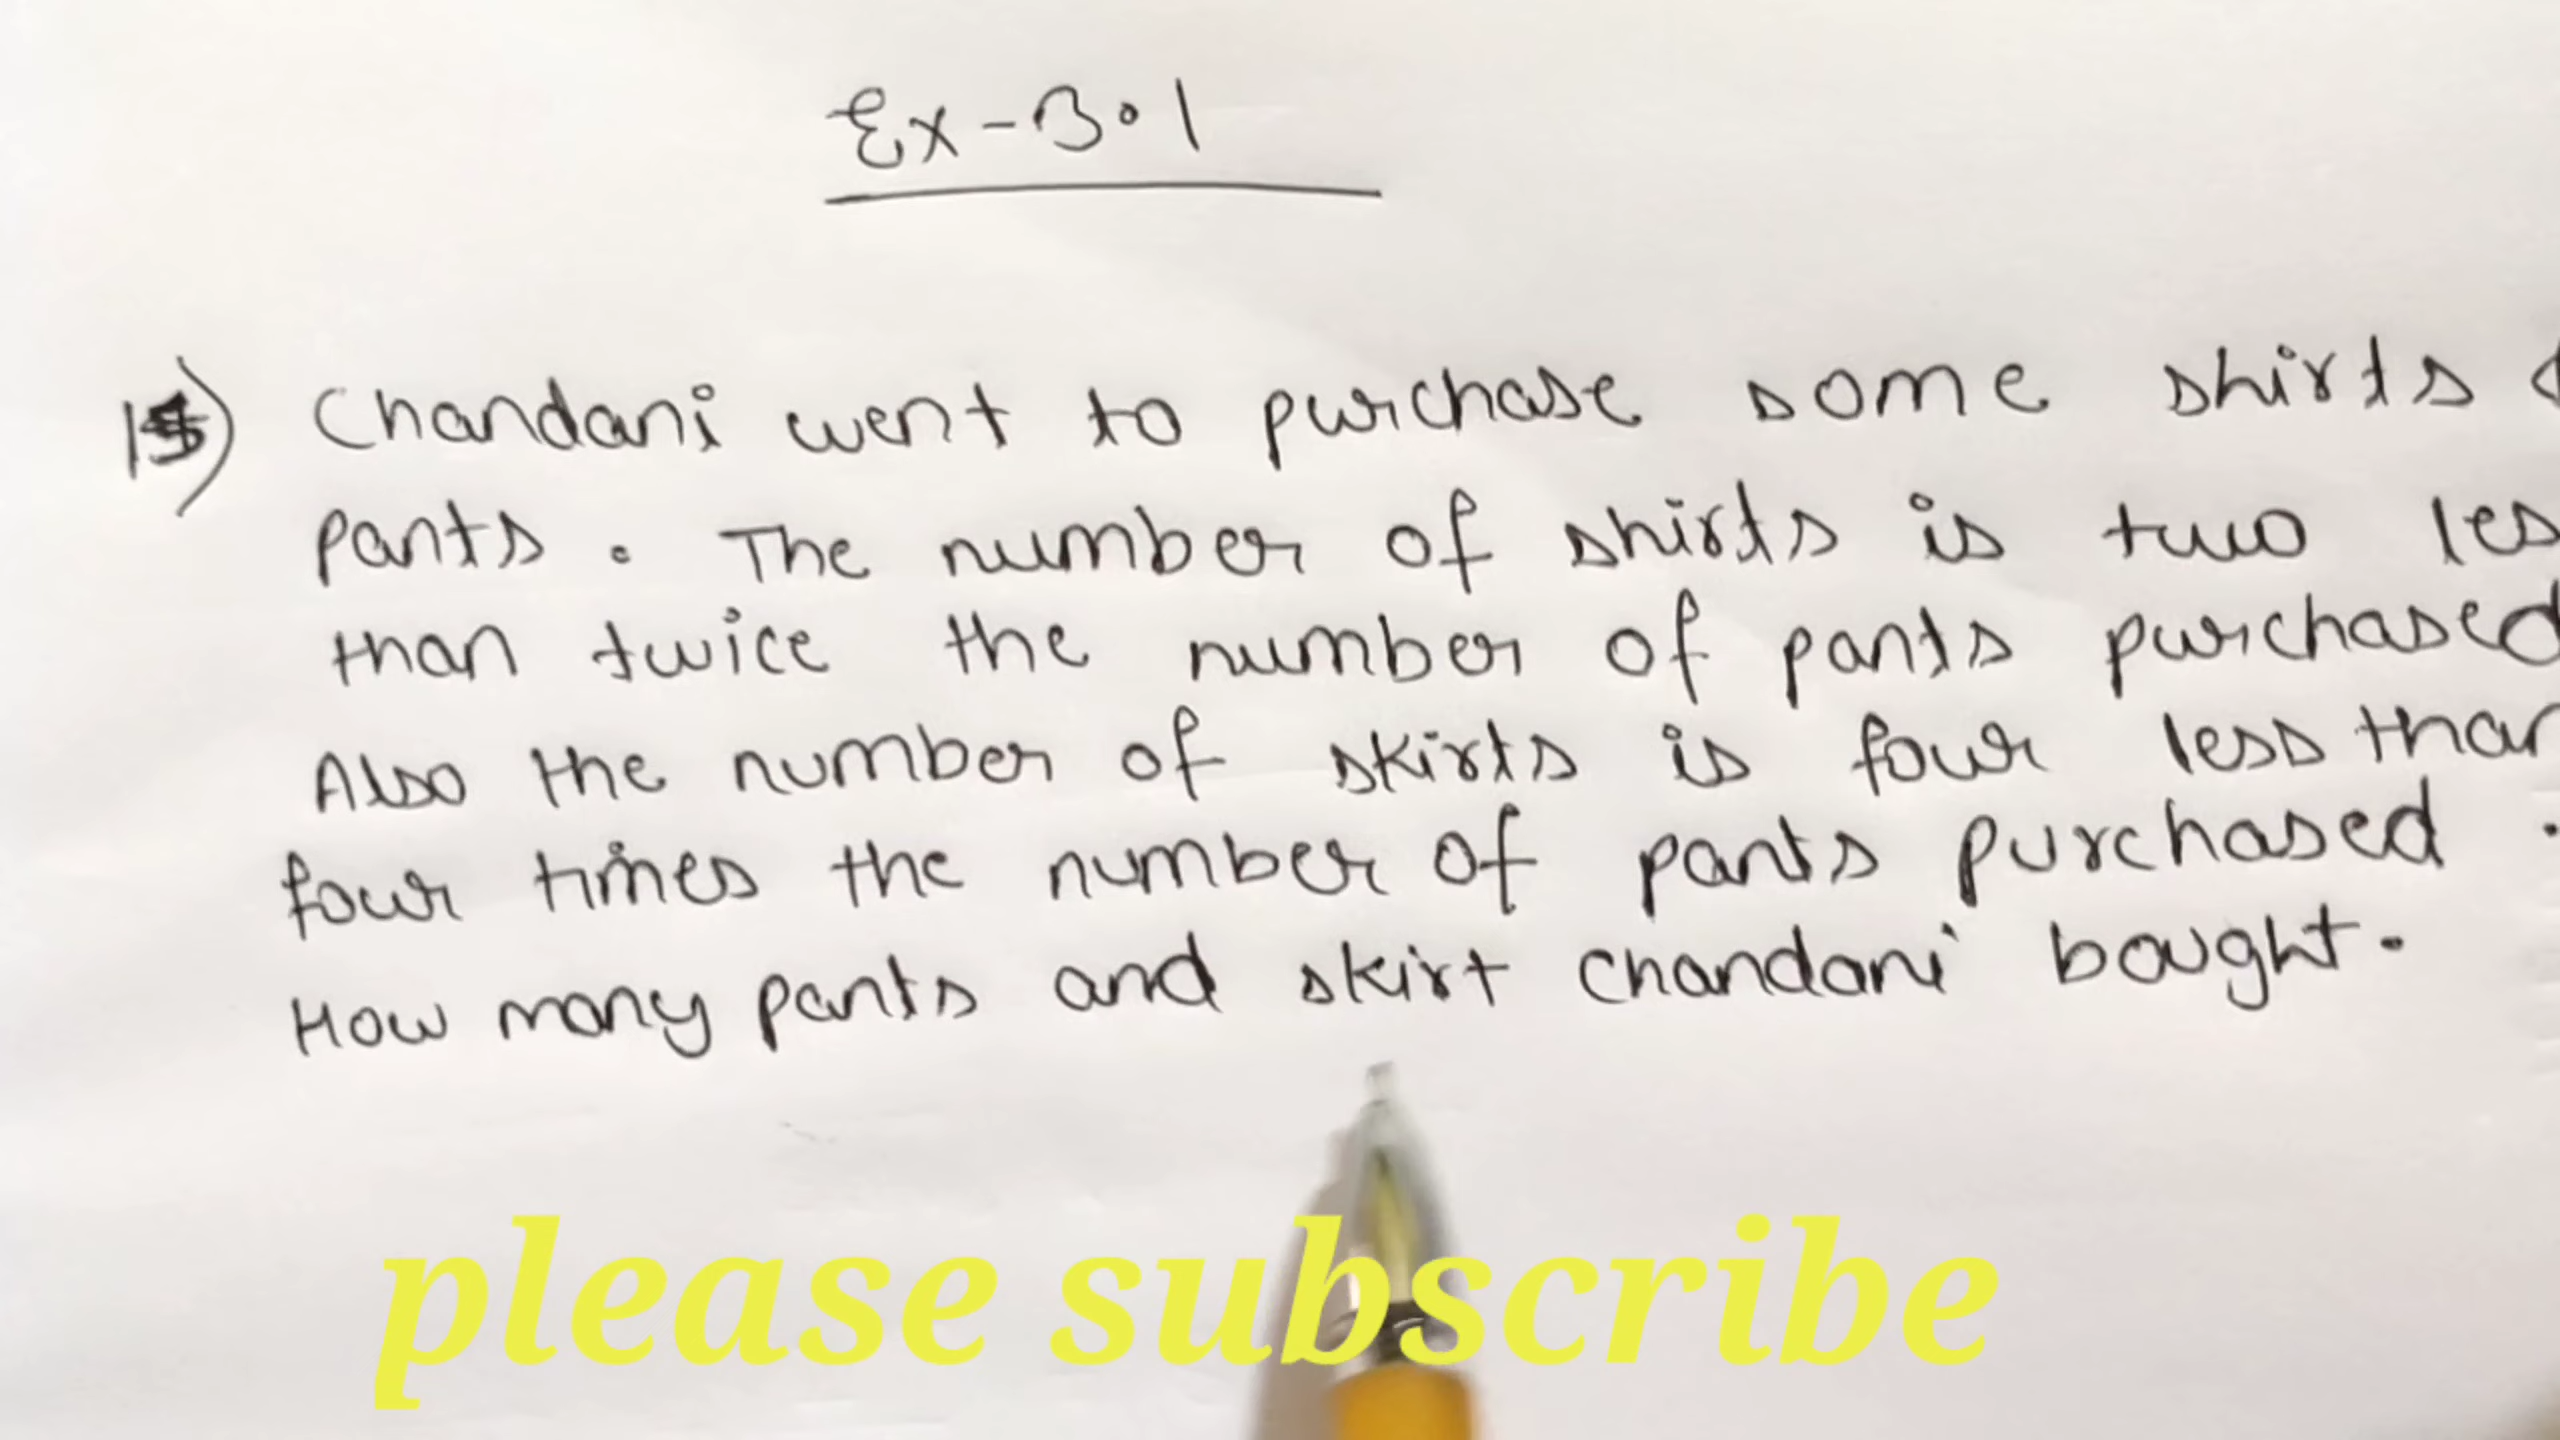 Ex-3.1
15) Chandani went to purchase some shirts
pants. The number of shirts is two les
than twice the number of pants purchased
Also the number of skirts is four less than
four times the number of pants purchased.
How many pants and skirt chandani bought.
please subscribe